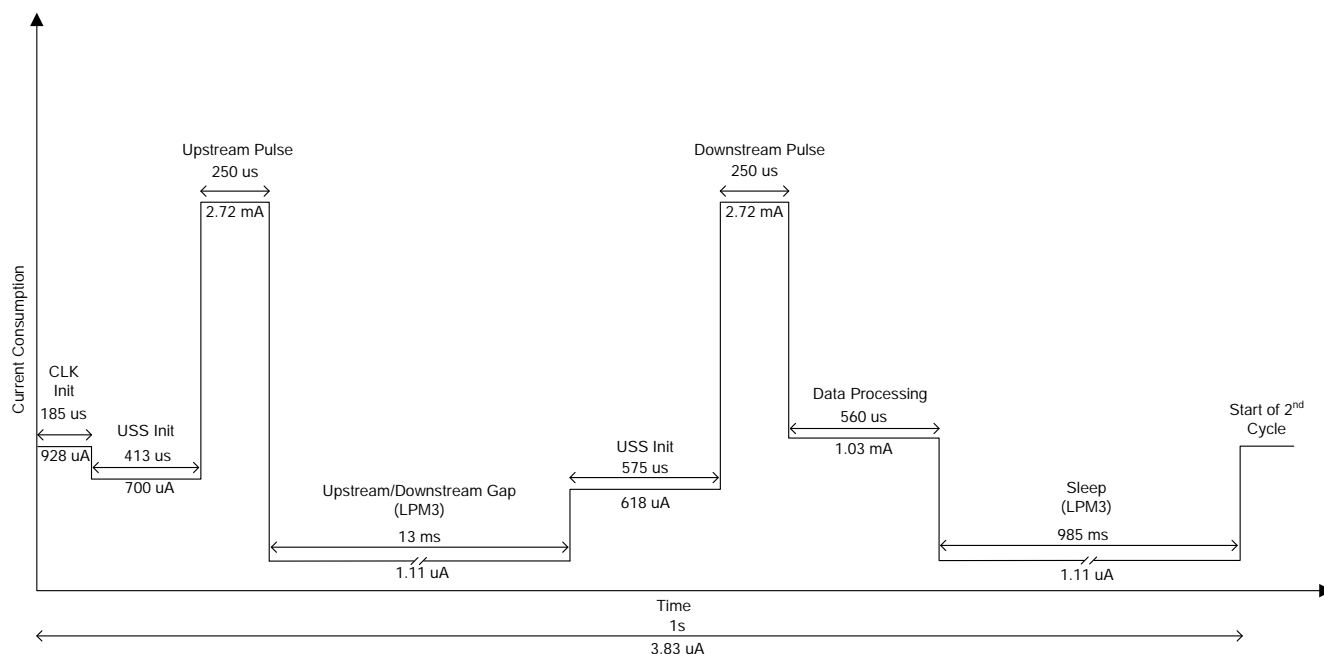 Current Consumption
CLK
Init
185 us
928 uA
USS Init
413 us
700 uA
Upstream Pulse
250 us
2.72 mA
Upstream/Downstream Gap
(LPM3)
13 ms
1.11 uA
USS Init
575 us
618 uA
Downstream Pulse
250 us
2.72 mA
Data Processing
560 us
1.03 mA
Sleep
(LPM3)
985 ms
1.11 uA
Start of 2nd
Cycle
Time
1s
3.83 uA